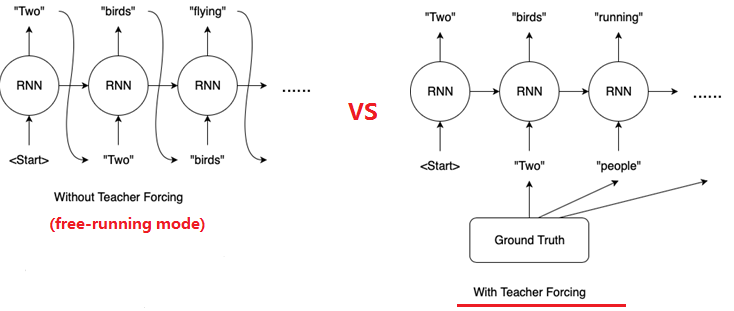 "Two" "birds" "flying"
RNN RNN RNN ......
<Start> "Two" "birds"
Without Teacher Forcing
(free-running mode)
VS
"Two" "birds" "running"
RNN RNN RNN ......
<Start> "Two" "people"
Ground Truth
With Teacher Forcing